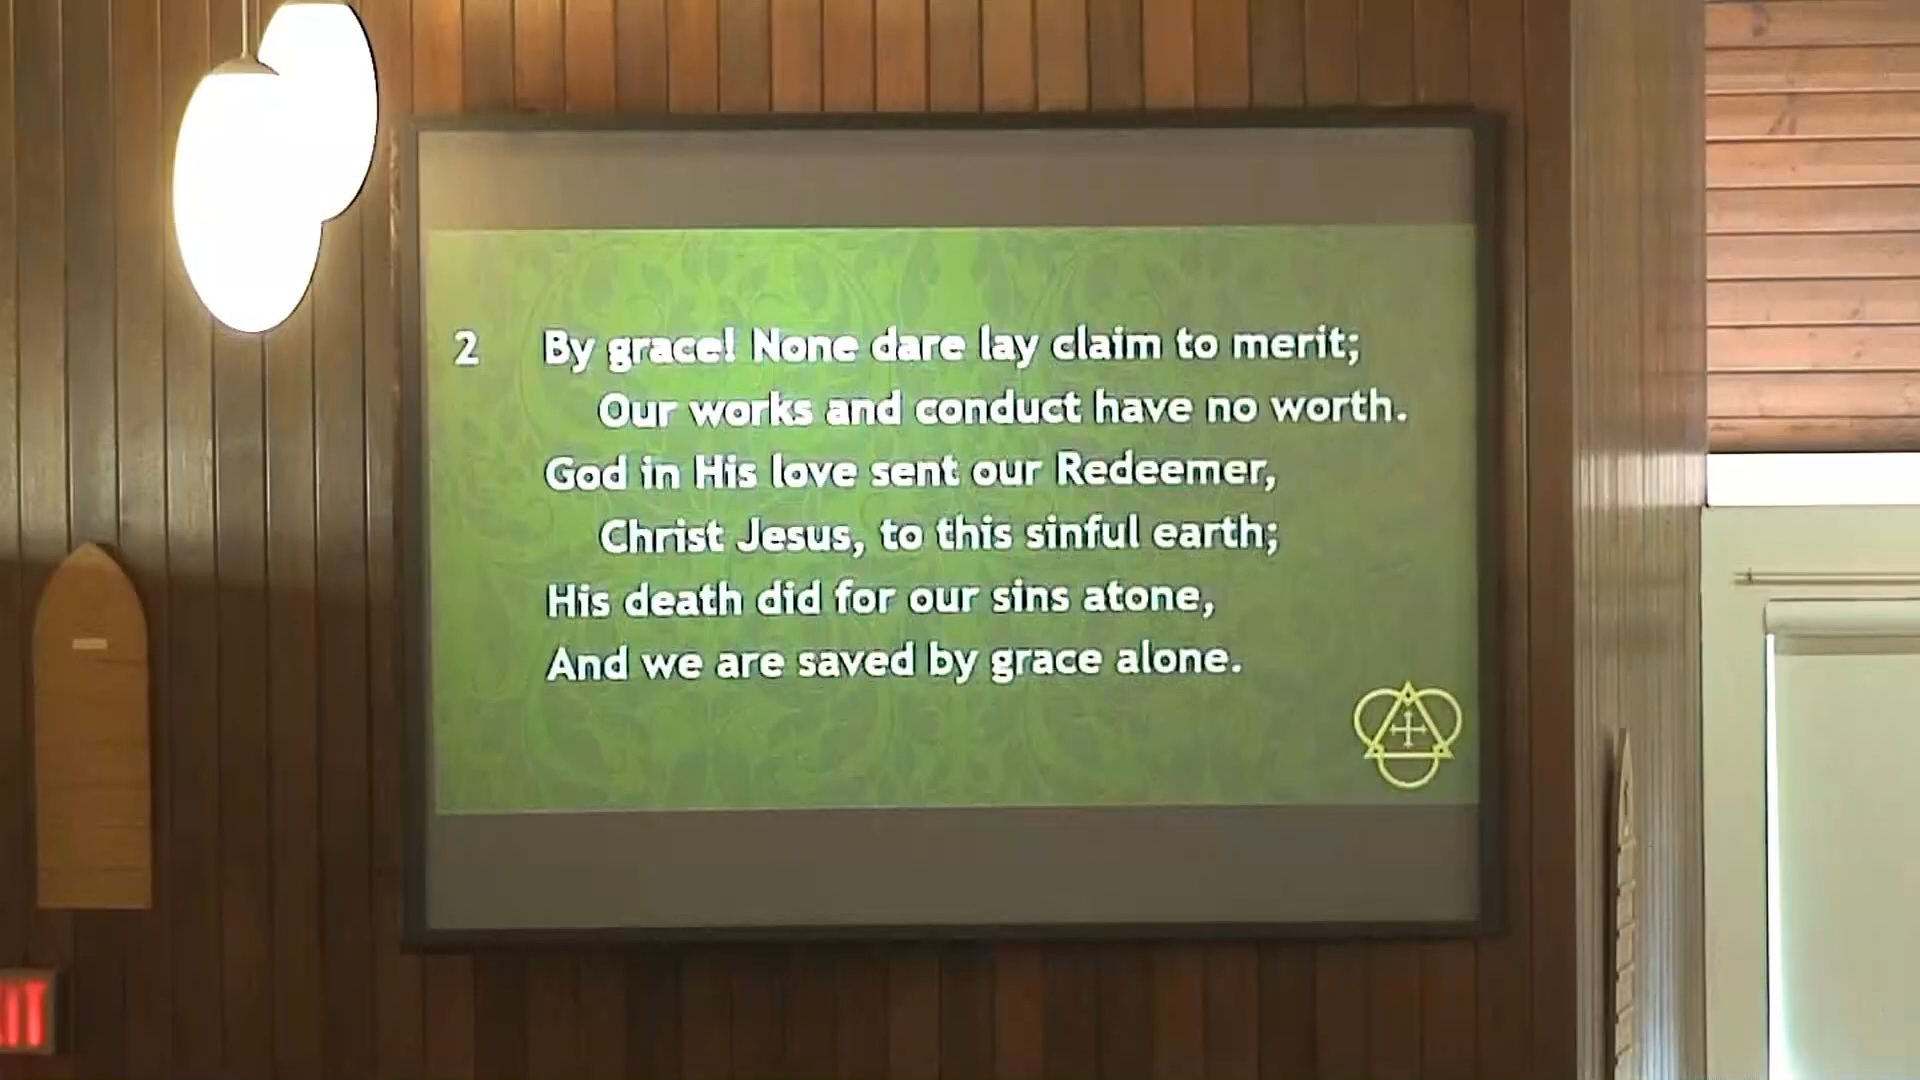 2 By grace! None dare lay claim to merit;
Our works and conduct have no worth.
God in His love sent our Redeemer,
Christ Jesus, to this sinful earth;
His death did for our sins atone,
And we are saved by grace alone.
IT